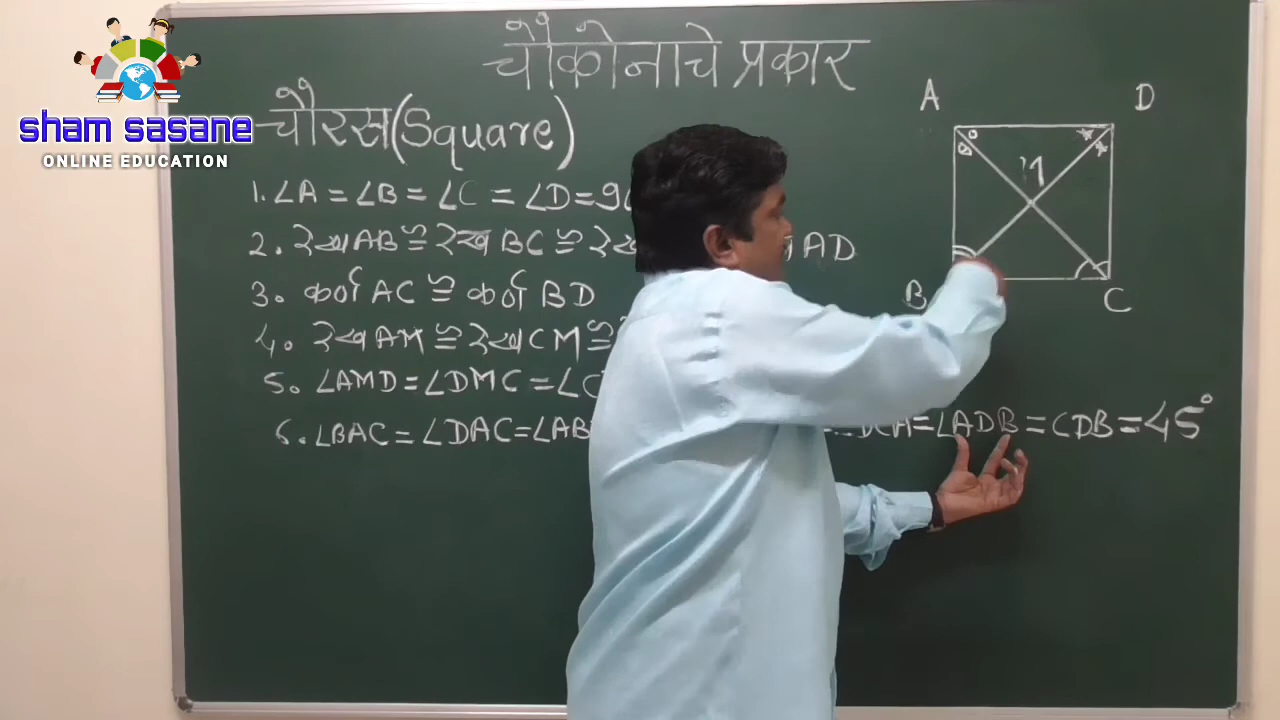 sham sasane
ONLINE EDUCATION
चौकोनाचे प्रकार
चौरस (Square)
A D
M
B C
1. ∠A = ∠B = ∠C = ∠D = 9
2. रेख AB ≅ रेख BC ≅ रेख AD
3. कर्ण AC ≅ कर्ण BD
4. रेख AM ≅ रेख CM ≅
5. ∠AMD = ∠DMC = ∠C
6. ∠BAC = ∠DAC = ∠AB DCA = ∠ADB = CDB = 45°